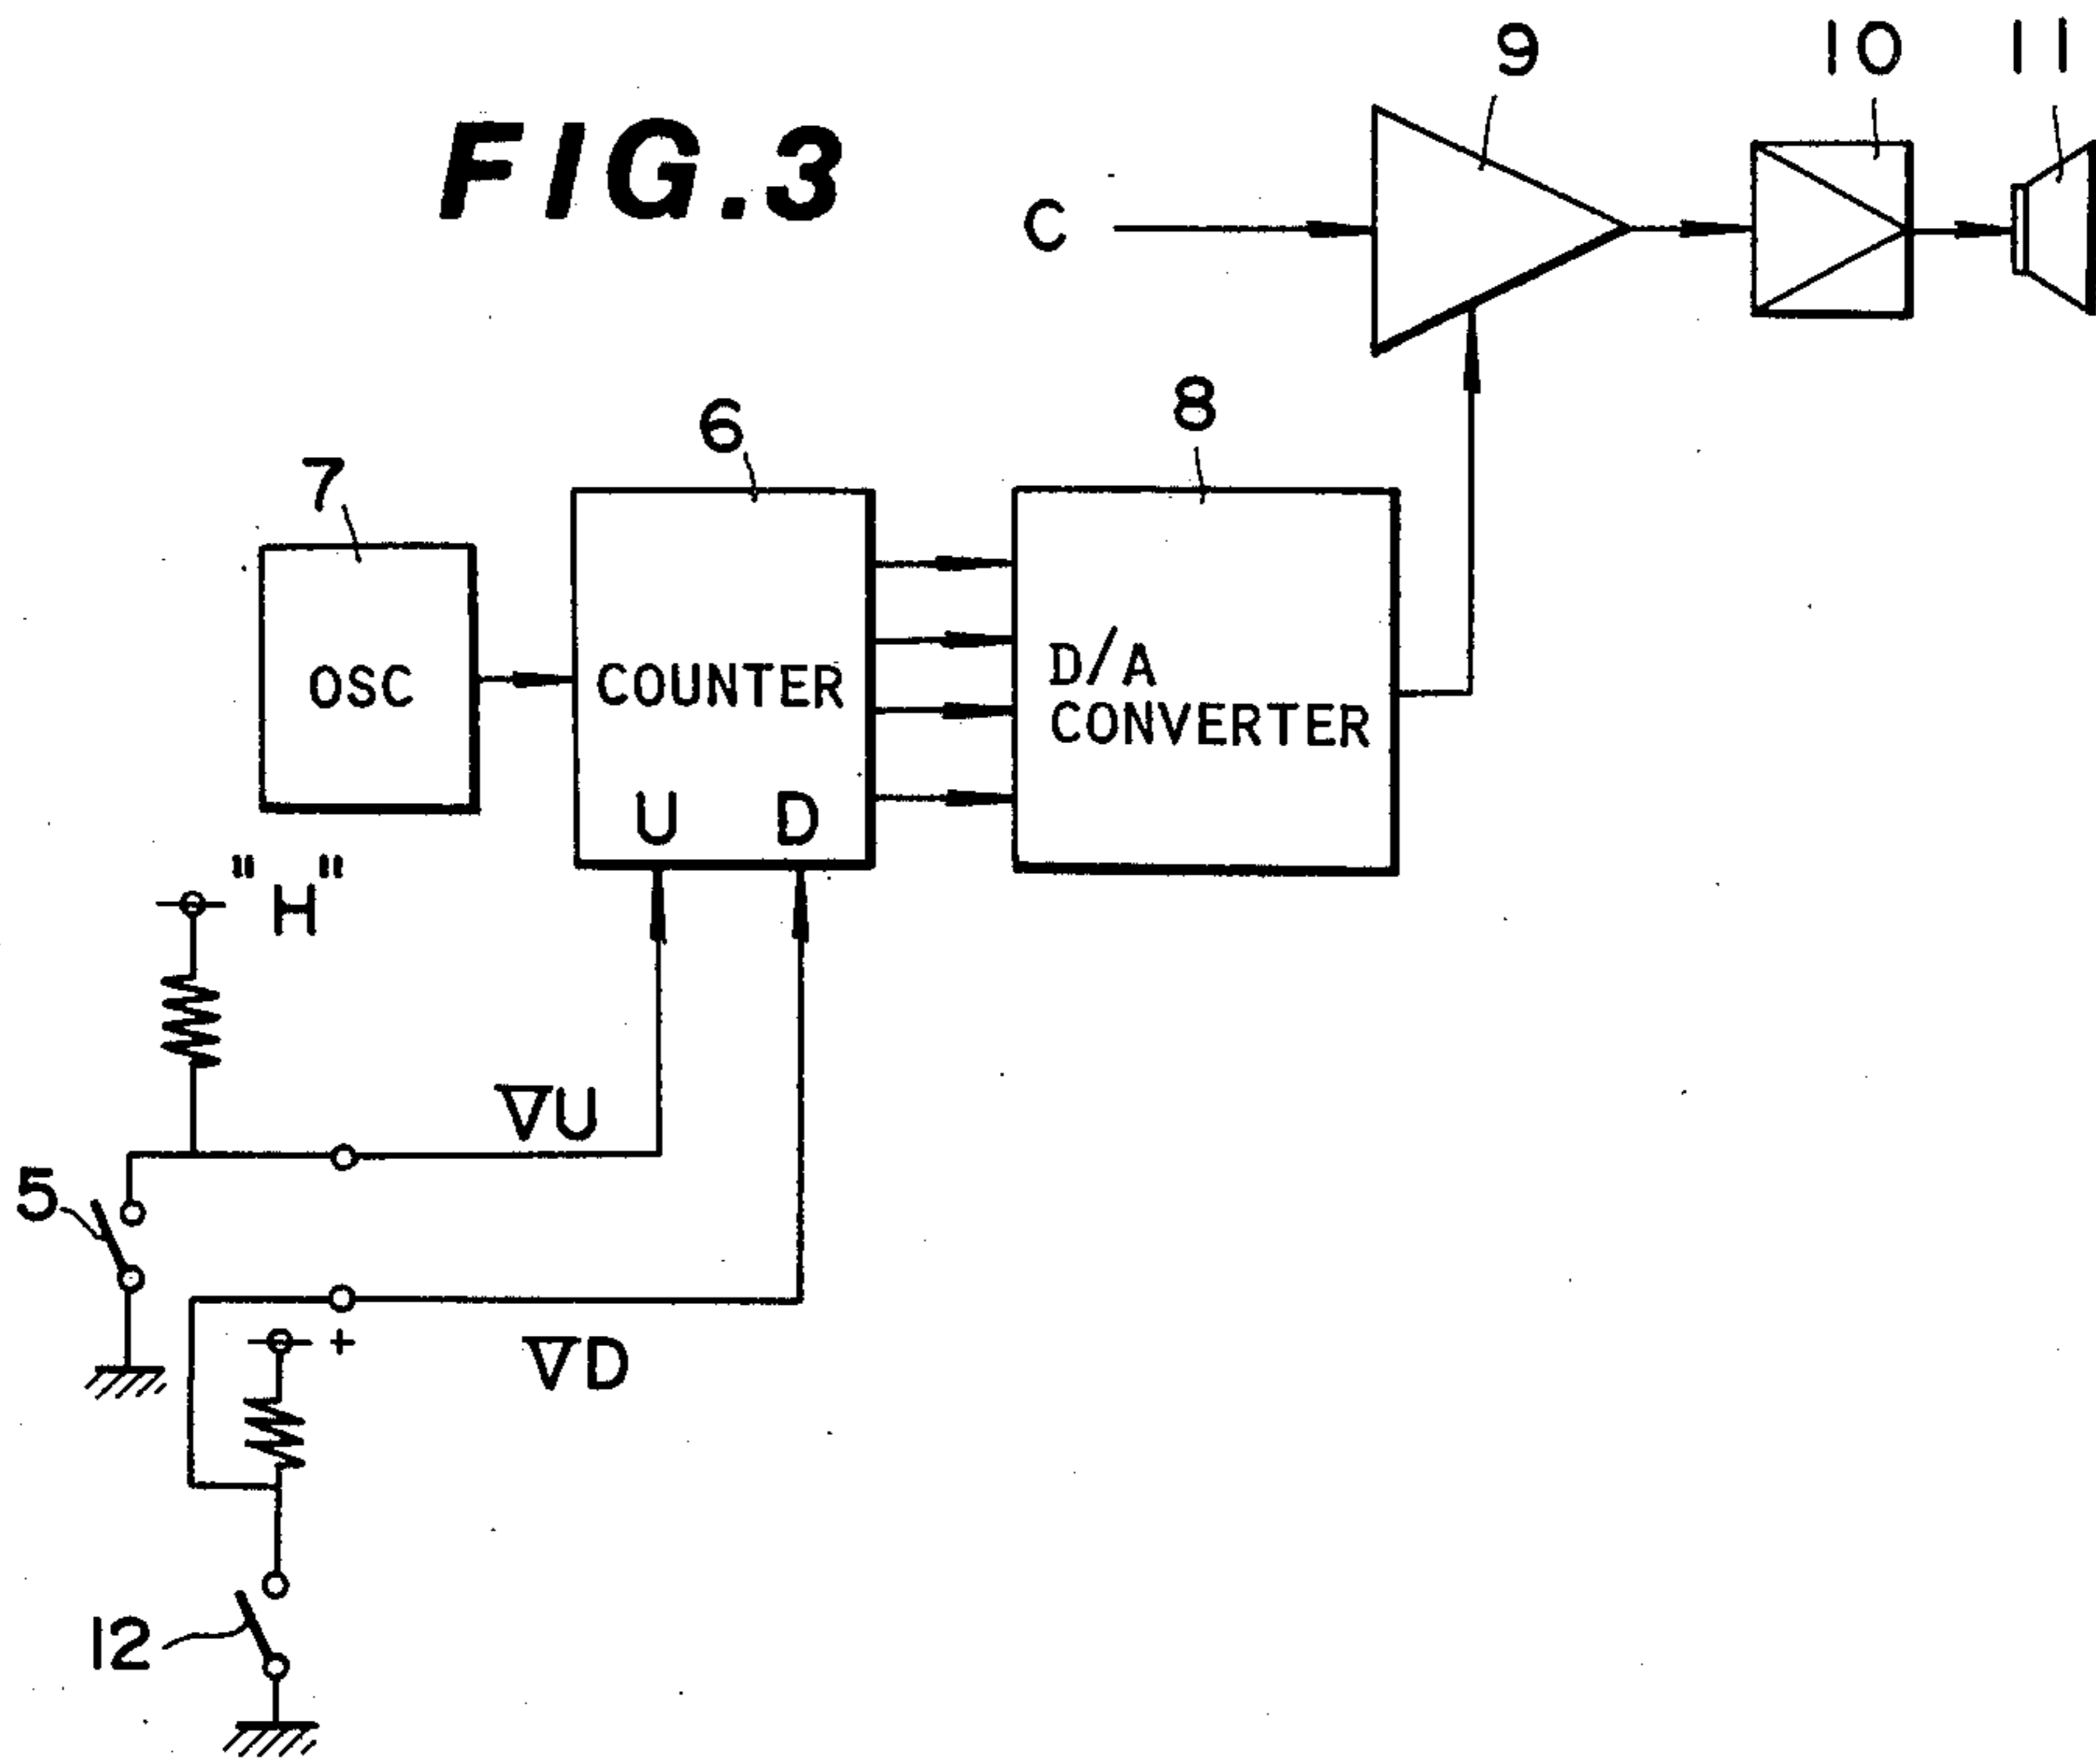 FIG.3
9
10
11
C
6
8
7
OSC
COUNTER
D/A
CONVERTER
U D
"H"
∇U
5
+
∇D
12